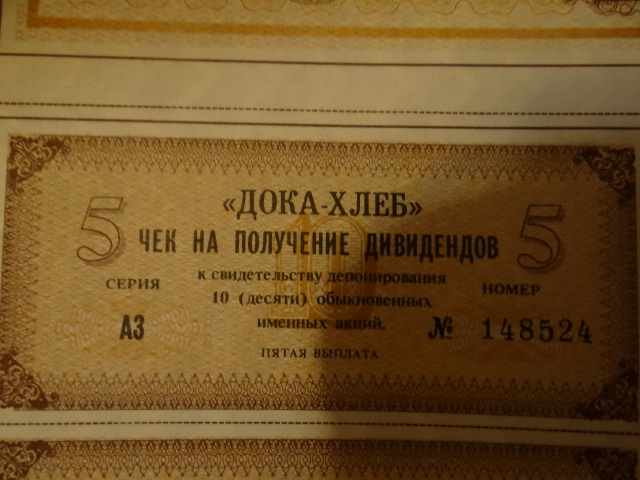 «ДОКА-ХЛЕБ»
5 ЧЕК НА ПОЛУЧЕНИЕ ДИВИДЕНДОВ 5
к свидетельству депонирования
СЕРИЯ 10 (десяти) обыкновенных НОМЕР
АЗ именных акций. № 148524
ПЯТАЯ ВЫПЛАТА